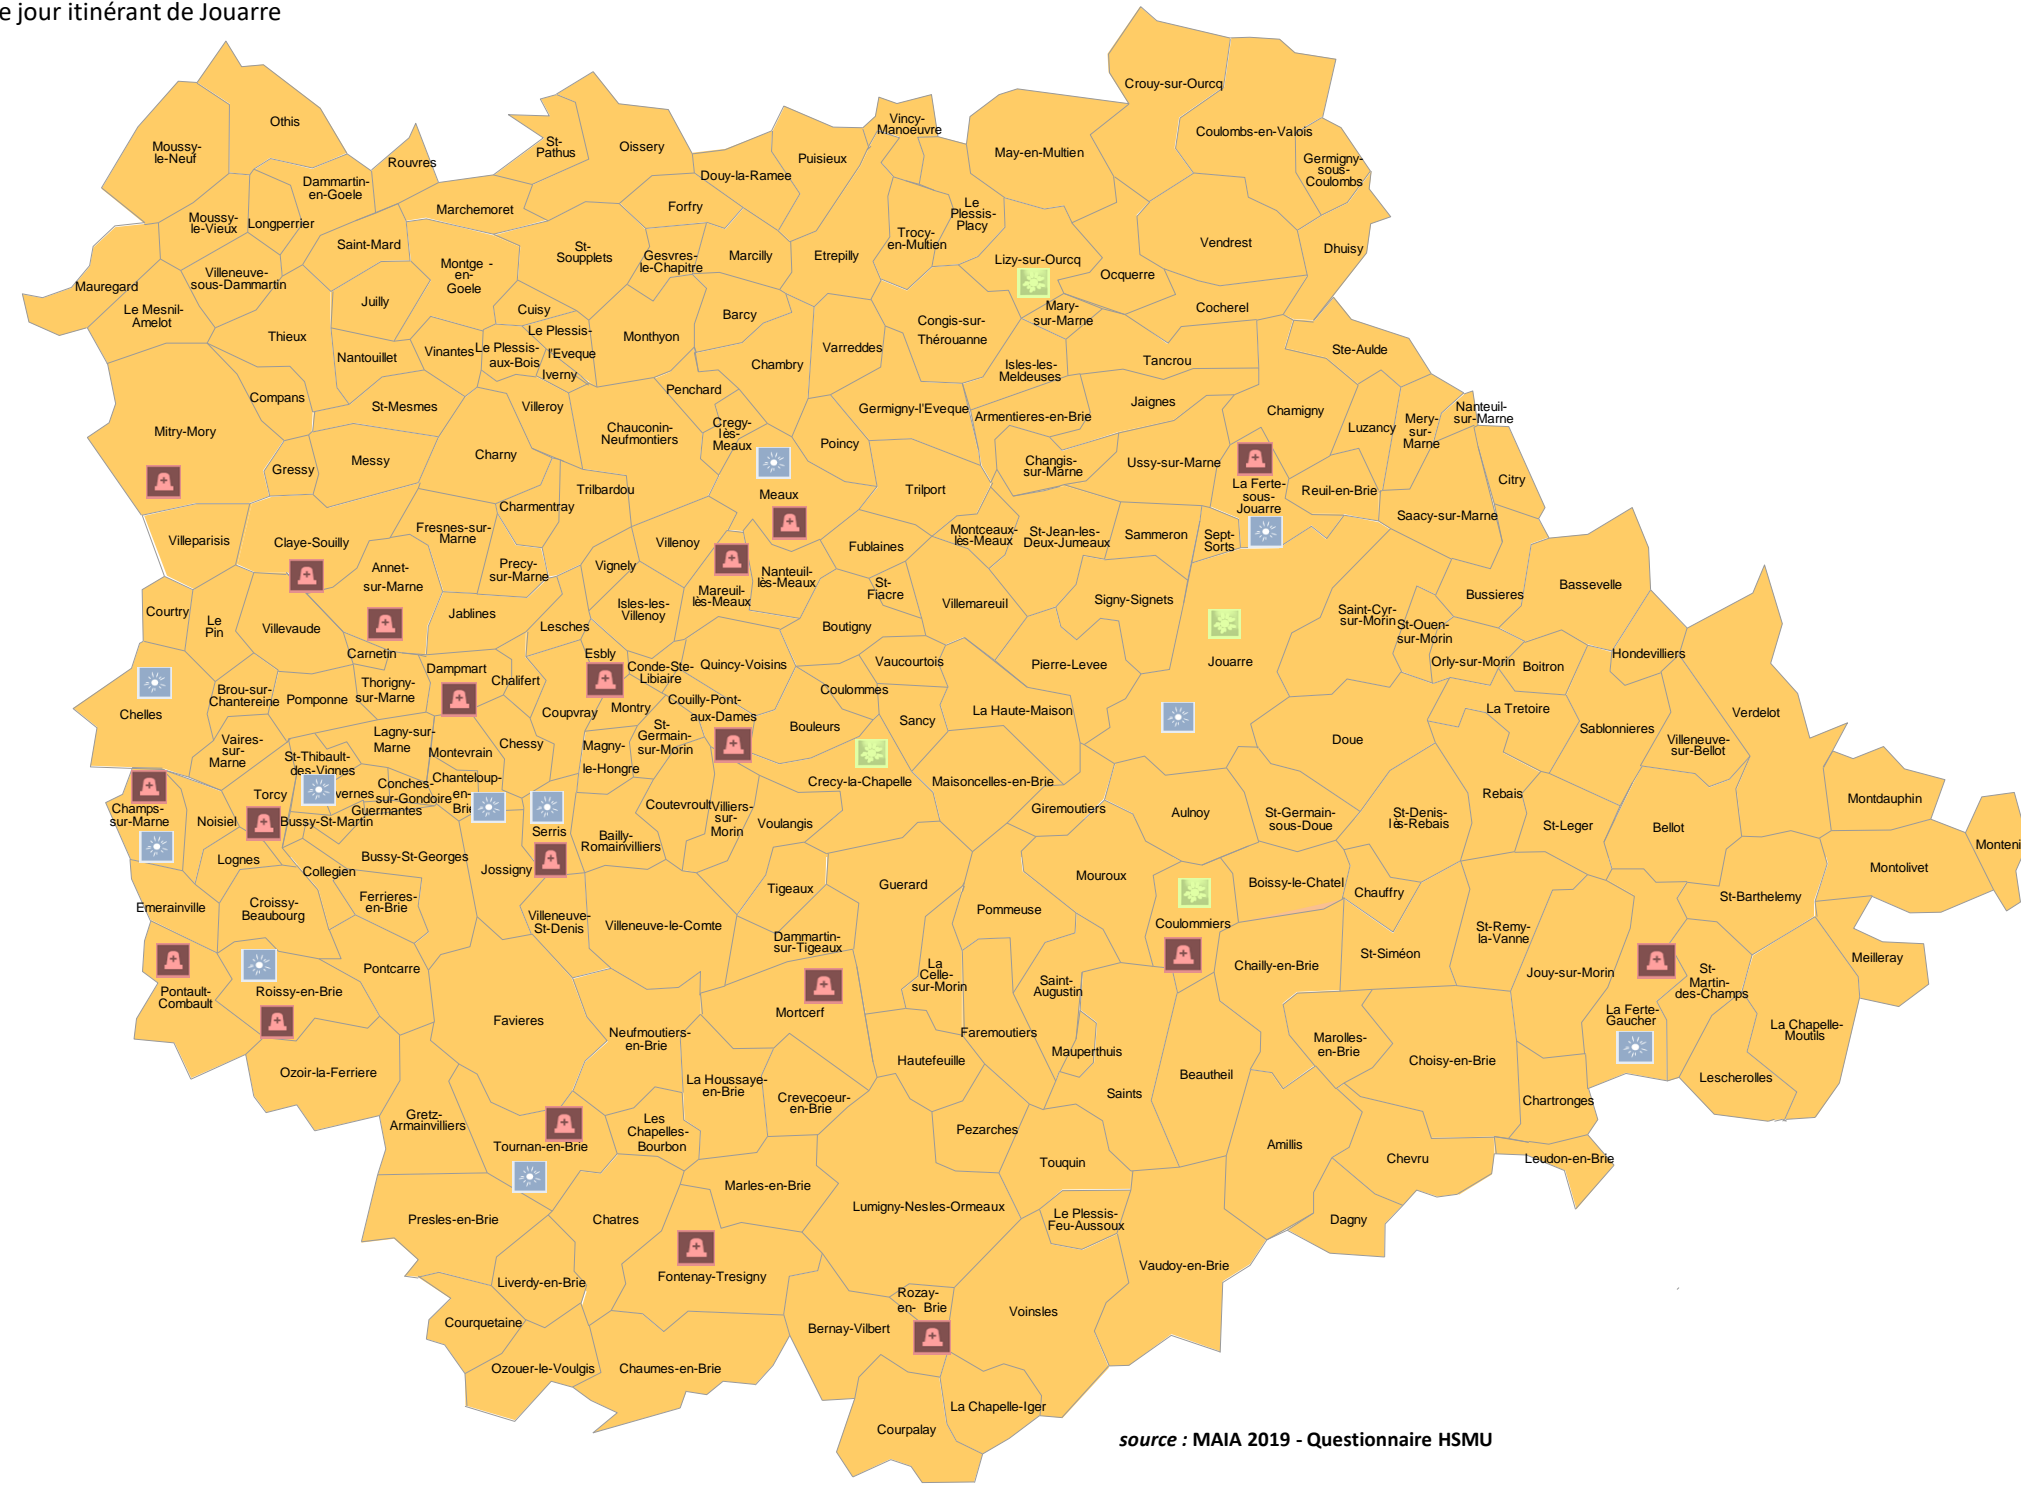 e jour itinérant de Jouarre
Crouy-sur-Ourcq
Othis
Vincy-
Manoeuvre
Coulombs-en-Valois
Moussy-
le-Neuf
St-
Pathus
Oissery
Puisieux
May-en-Multien
Germigny-
sous-
Coulombs
Rouvres
Dammartin-
en-Goele
Douy-la-Ramee
Marchemoret
Forfry
Le
Plessis-
Placy
Moussy-
le-Vieux
Longperrier
Saint-Mard
St-
Soupplets
Gesvres-
le-Chapitre
Marcilly
Etrepilly
Trocy-
en-Multien
Vendrest
Dhuisy
Lizy-sur-Ourcq
Ocquerre
Montge -
en-
Goele
Villeneuve-
sous-Dammartin
Mauregard
Le Mesnil-
Amelot
Juilly
Cuisy
Barcy
Mary-
sur-Marne
Cocherel
Congis-sur-
Thérouanne
Thieux
Le Plessis-
l'Eveque
Monthyon
Varreddes
Nantouillet
Vinantes
Le Plessis-
aux-Bois
Iverny
Chambry
Isles-les-
Meldeuses
Tancrou
Ste-Aulde
Compans
St-Mesmes
Villeroy
Penchard
Germigny-l'Eveque
Armentieres-en-Brie
Jaignes
Chamigny
Nanteuil-
sur-Marne
Mitry-Mory
Chauconin-
Neufmontiers
Cregy-
lès-
Meaux
Poincy
Luzancy
Mery-
sur-
Marne
Gressy
Messy
Charny
Changis-
sur-Marne
Ussy-sur-Marne
Citry
Trilbardou
Meaux
Trilport
La Ferte-
sous-
Jouarre
Reuil-en-Brie
Charmentray
Saacy-sur-Marne
Villeparisis
Claye-Souilly
Fresnes-sur-
Marne
Villenoy
Fublaines
Montceaux-
lès-Meaux
St-Jean-les-
Deux-Jumeaux
Sammeron
Sept-
Sorts
Annet-
sur-Marne
Precy-
sur-Marne
Vignely
Mareuil-
lès-Meaux
Nanteuil-
lès-Meaux
St-
Fiacre
Bassevelle
Bussieres
Courtry
Le
Pin
Villevaude
Jablines
Lesches
Isles-les-
Villenoy
Boutigny
Villemareuil
Signy-Signets
Saint-Cyr-
sur-Morin
St-Ouen-
sur-Morin
Carnetin
Dampmart
Chalifert
Esbly
Conde-Ste-
Libiaire
Quincy-Voisins
Vaucourtois
Pierre-Levee
Jouarre
Orly-sur-Morin
Boitron
Hondevilliers
Chelles
Brou-sur-
Chantereine
Pomponne
Thorigny-
sur-Marne
Coupvray
Montry
Couilly-Pont-
aux-Dames
Coulommes
Sancy
La Haute-Maison
La Tretoire
Sablonnieres
Verdelot
Bouleurs
Vaires-
sur-
Marne
St-Thibault-
des-Vignes
Lagny-sur-
Marne
Montevrain
Chessy
Magny-
le-Hongre
St-
Germain-
sur-Morin
Doue
Villeneuve-
sur-Bellot
Crecy-la-Chapelle
Maisoncelles-en-Brie
Champs-
sur-Marne
Noisiel
Torcy
vernes
Conches-
sur-Gondoire
Guermantes
Chanteloup-
en-
Brie
Serris
Coutevroult
Villiers-
sur-
Morin
Voulangis
Giremoutiers
Aulnoy
St-Germain-
sous-Doue
St-Denis-
lès-Rebais
Rebais
St-Leger
Bellot
Montdauphin
Bussy-St-Martin
Bailly-
Romainvilliers
Monteni
Lognes
Collegien
Bussy-St-Georges
Jossigny
Montolivet
Emerainville
Croissy-
Beaubourg
Ferrieres-
en-Brie
Villeneuve-
St-Denis
Villeneuve-le-Comte
Tigeaux
Guerard
Pommeuse
Mouroux
Coulommiers
Boissy-le-Chatel
Chauffry
St-Barthelemy
St-Remy-
la-Vanne
Dammartin-
sur-Tigeaux
St-Siméon
Pontault-
Combault
Roissy-en-Brie
Pontcarre
Mortcerf
La
Celle-
sur-Morin
Saint-
Augustin
Chailly-en-Brie
Jouy-sur-Morin
St-
Martin-
des-Champs
Meilleray
Favieres
Neufmoutiers-
en-Brie
Faremoutiers
Mauperthuis
Marolles-
en-Brie
La Ferte-
Gaucher
La Chapelle-
Moutils
Ozoir-la-Ferriere
Hautefeuille
Choisy-en-Brie
La Houssaye-
en-Brie
Crevecoeur-
en-Brie
Saints
Beautheil
Lescherolles
Gretz-
Armainvilliers
Chartronges
Tournan-en-Brie
Les
Chapelles-
Bourbon
Pezarches
Touquin
Amillis
Chevru
Leudon-en-Brie
Marles-en-Brie
Presles-en-Brie
Chatres
Lumigny-Nesles-Ormeaux
Le Plessis-
Feu-Aussoux
Dagny
Liverdy-en-Brie
Fontenay-Tresigny
Vaudoy-en-Brie
Rozay-
en- Brie
Voinsles
Courquetaine
Bernay-Vilbert
Ozouer-le-Voulgis
Chaumes-en-Brie
La Chapelle-Iger
Courpalay
source : MAIA 2019 - Questionnaire HSMU